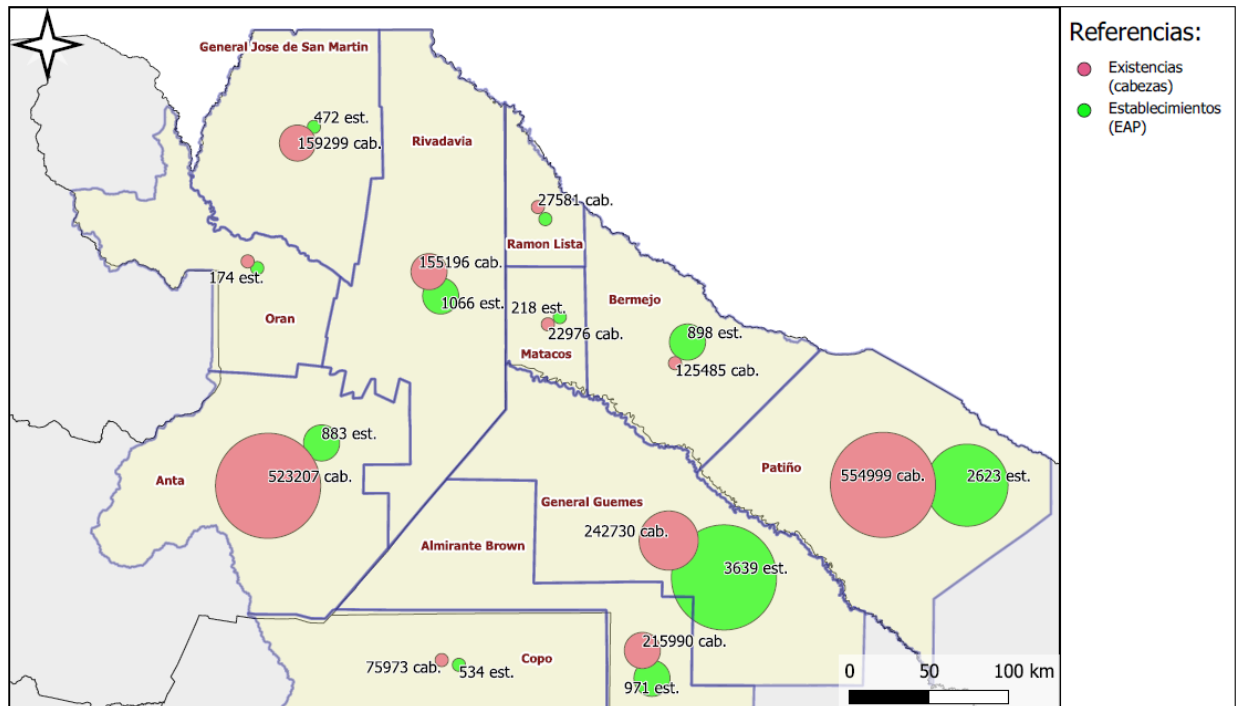 Referencias:
Existencias
(cabezas)
Establecimientos
(EAP)
General Jose de San Martin
472 est.
159299 cab.
Rivadavia
27581 cab.
Ramon Lista
155196 cab.
1066 est.
174 est.
Oran
218 est.
22976 cab.
Matacos
Bermejo
898 est.
125485 cab.
883 est.
Anta
523207 cab.
Patiño
554999 cab.
2623 est.
General Guemes
242730 cab.
3639 est.
Almirante Brown
215990 cab.
971 est.
Copo
75973 cab.
534 est.
0 50 100 km